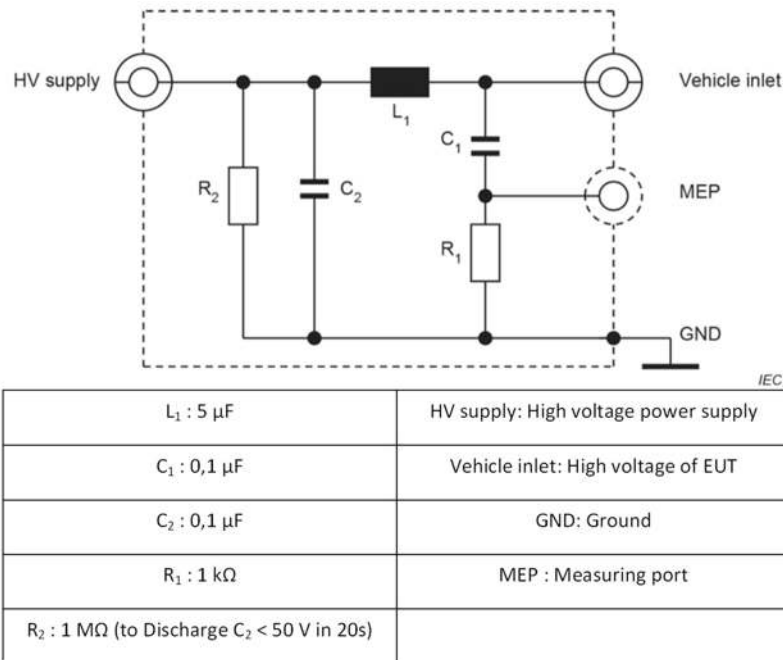 HV supply
Vehicle inlet
L₁
C₁
R₂
C₂
MEP
R₁
GND
IEC
L₁ : 5 µF
HV supply: High voltage power supply
C₁ : 0,1 µF
Vehicle inlet: High voltage of EUT
C₂ : 0,1 µF
GND: Ground
R₁ : 1 kΩ
MEP : Measuring port
R₂ : 1 MΩ (to Discharge C₂ < 50 V in 20s)